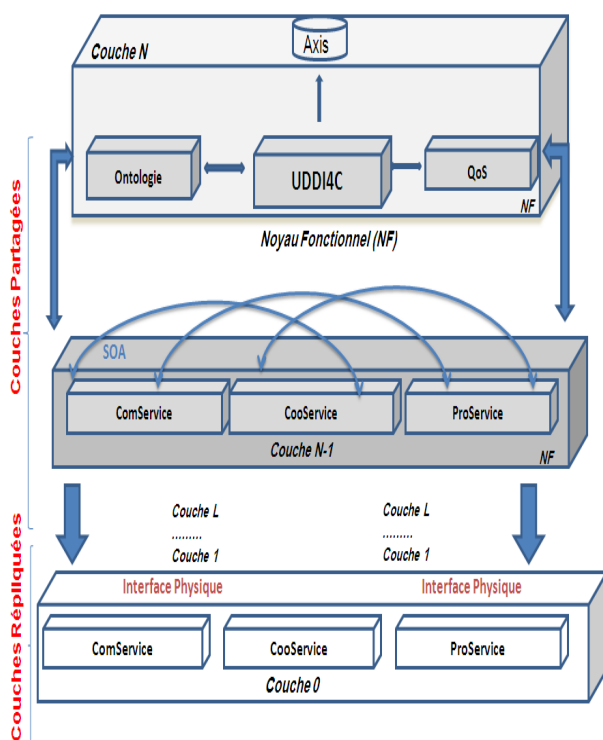 Couche N
Axis
Ontologie
UDDI4C
QoS
NF
Noyau Fonctionnel (NF)
Couches Partagées
SOA
ComService
CooService
ProService
Couche N-1
NF
Couche L
Couche L
.........
.........
Couche 1
Couche 1
Couches Répliquées
Interface Physique
Interface Physique
ComService
CooService
ProService
Couche 0